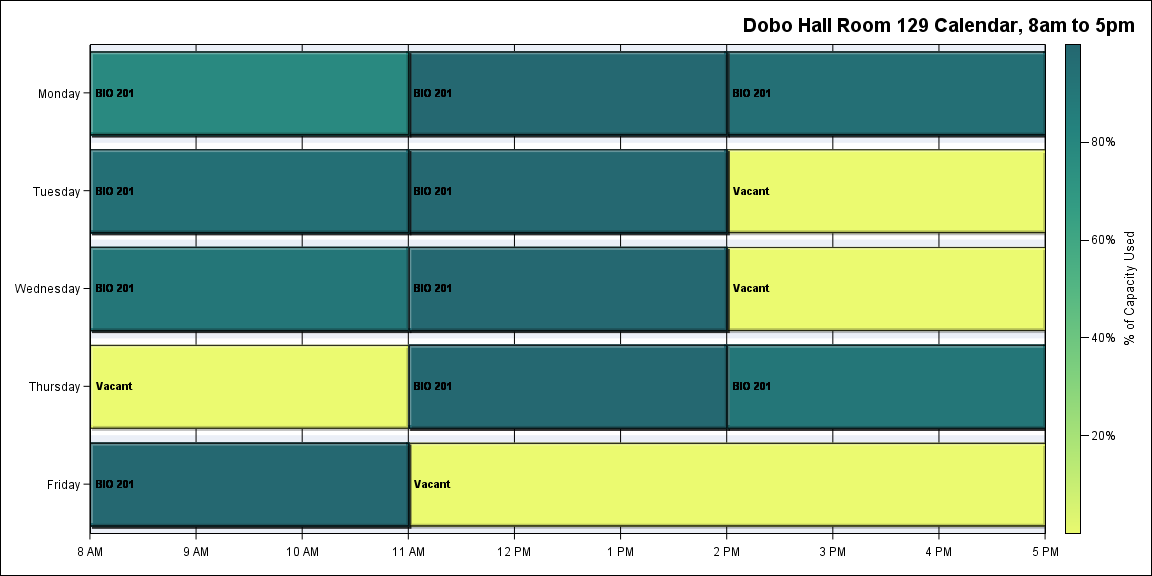 Dobo Hall Room 129 Calendar, 8am to 5pm
Monday
BIO 201
BIO 201
BIO 201
Tuesday
BIO 201
BIO 201
Vacant
Wednesday
BIO 201
BIO 201
Vacant
Thursday
Vacant
BIO 201
BIO 201
Friday
BIO 201
Vacant
8 AM
9 AM
10 AM
11 AM
12 PM
1 PM
2 PM
3 PM
4 PM
5 PM
80%
60%
40%
20%
% of Capacity Used